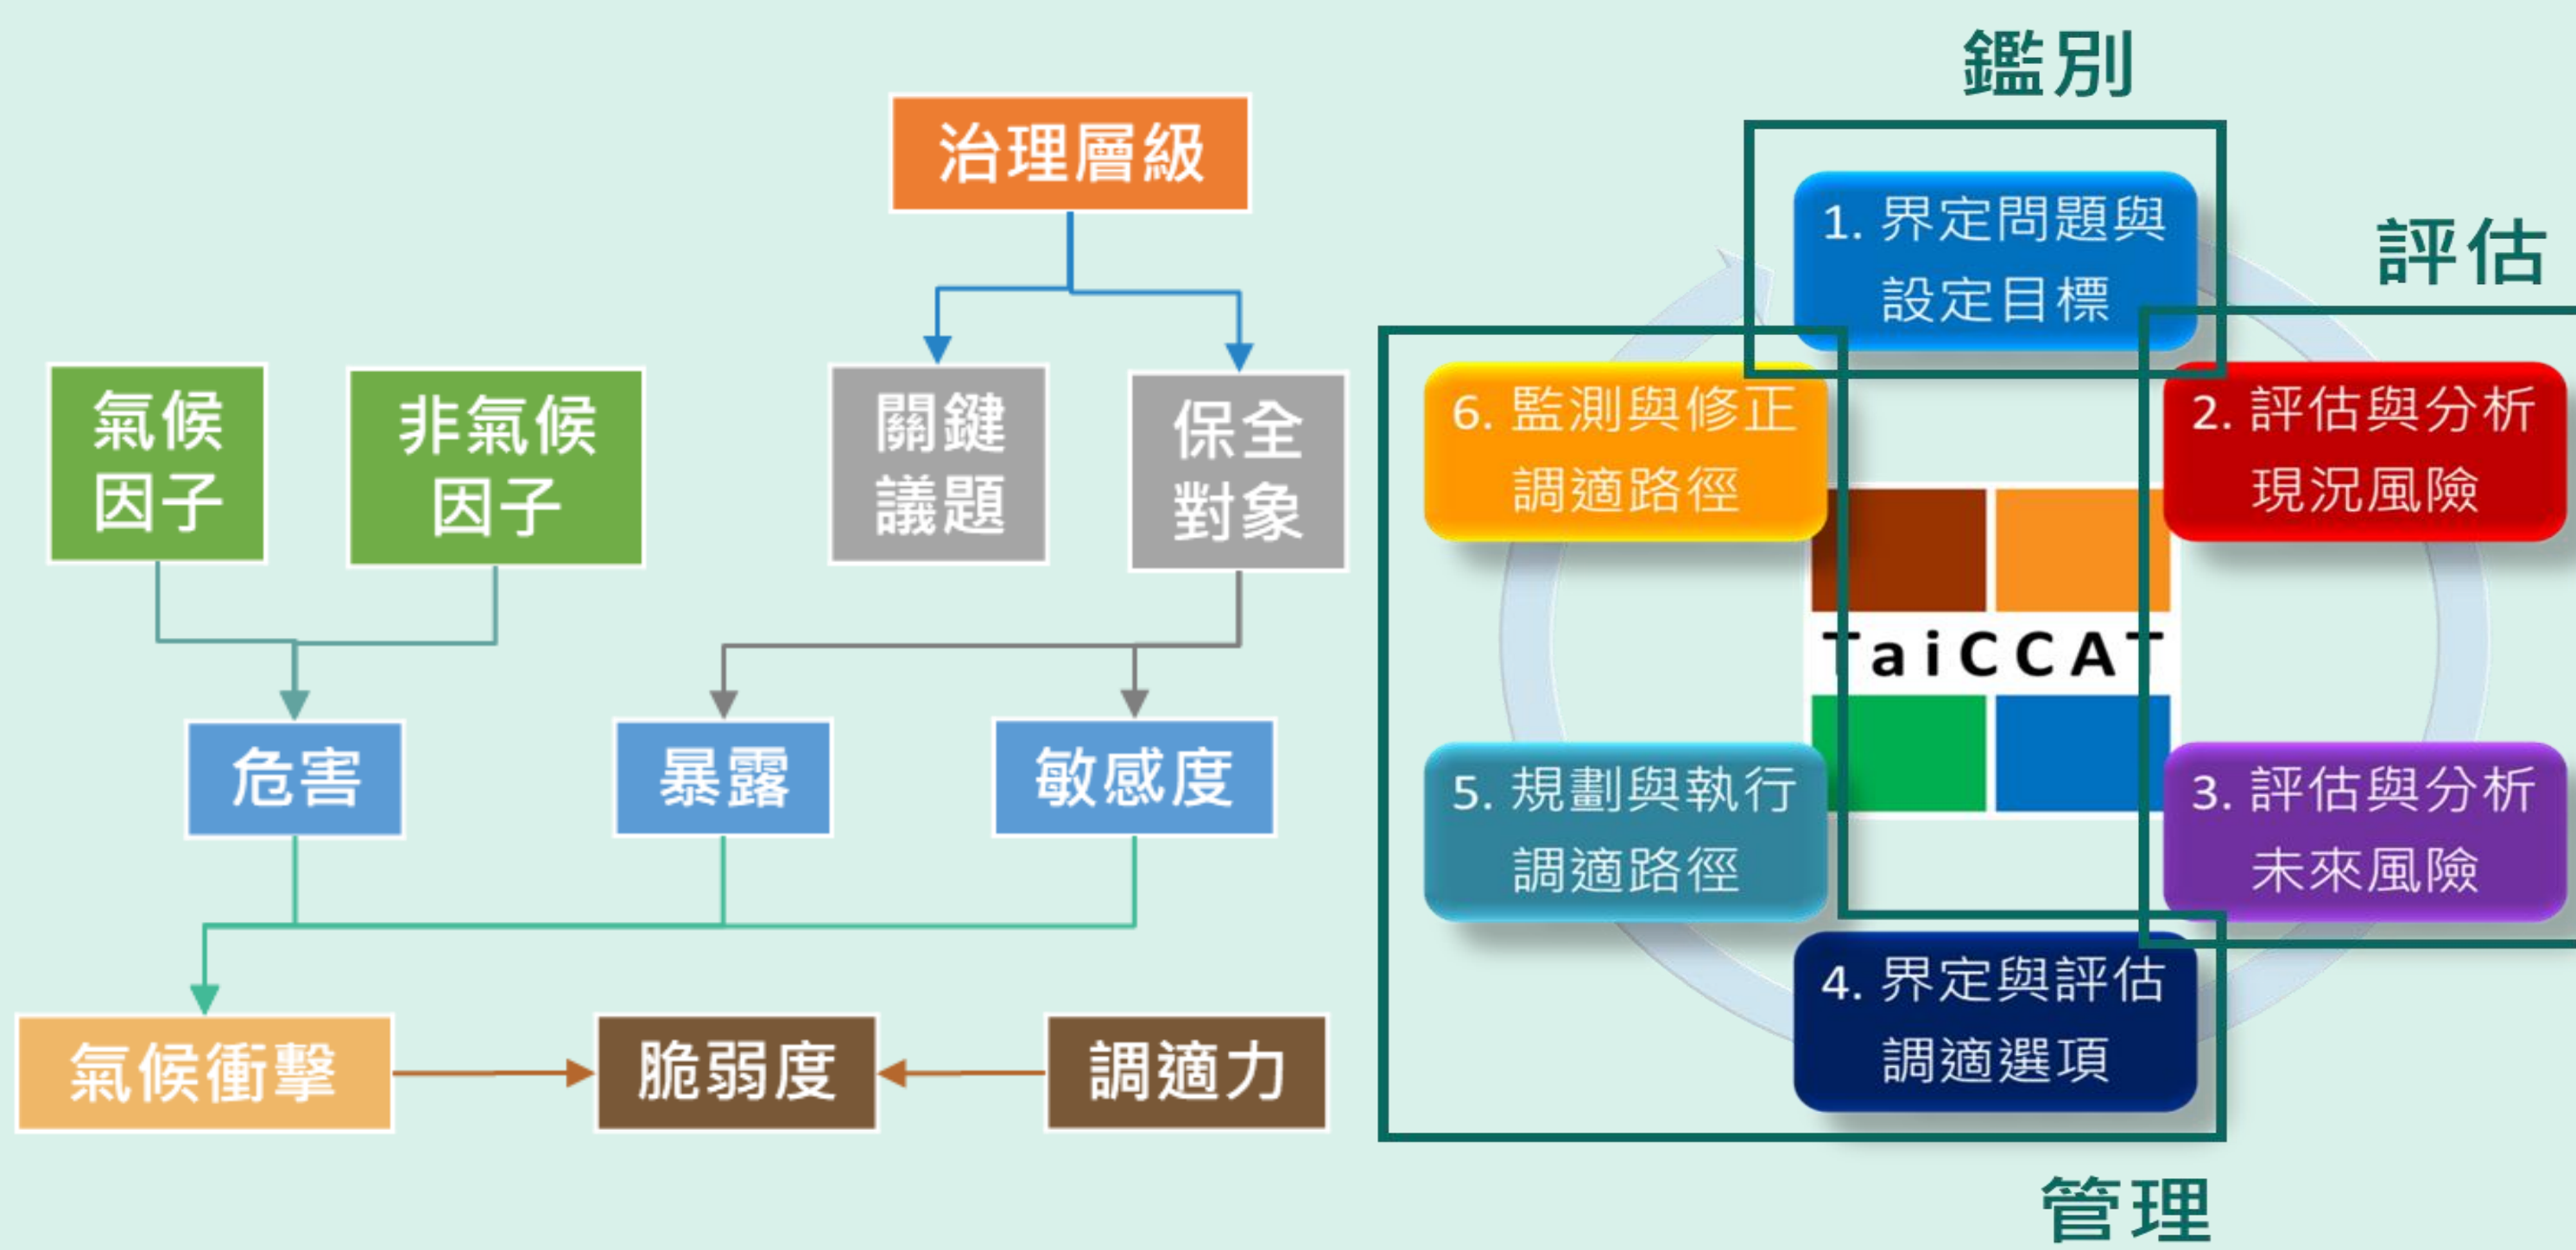 治理層級
氣候
因子
非氣候
因子
關鍵
議題
保全
對象
危害
暴露
敏感度
氣候衝擊
脆弱度
調適力
鑑別
1. 界定問題與
設定目標
評估
2. 評估與分析
現況風險
3. 評估與分析
未來風險
4. 界定與評估
調適選項
5. 規劃與執行
調適路徑
6. 監測與修正
調適路徑
TaiCCAT
管理